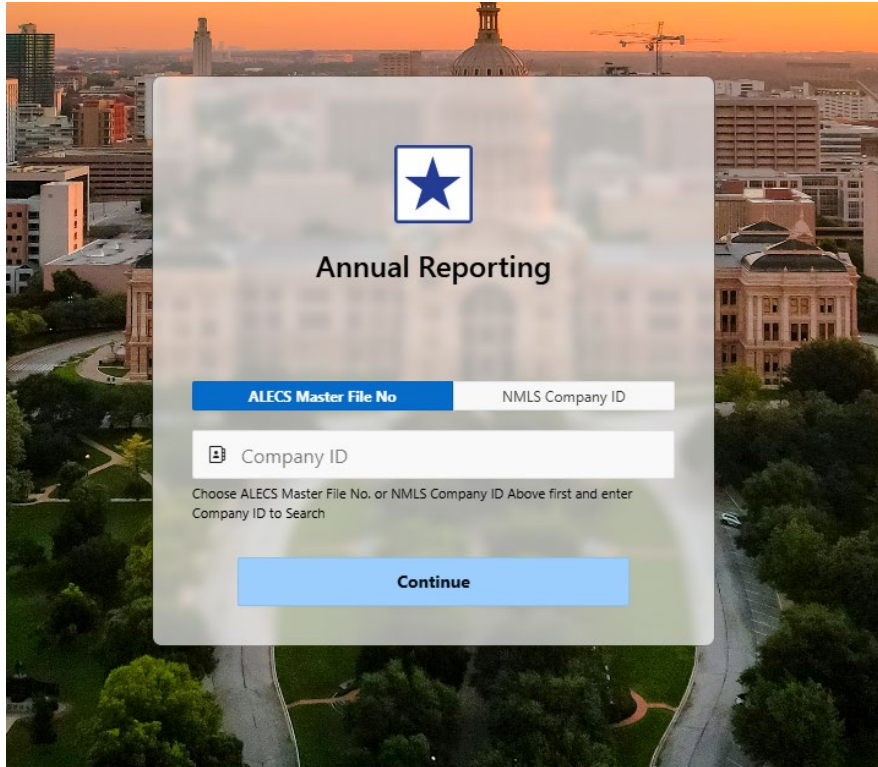 Annual Reporting
ALECS Master File No
NMLS Company ID
Company ID
Choose ALECS Master File No. or NMLS Company ID Above first and enter
Company ID to Search
Continue